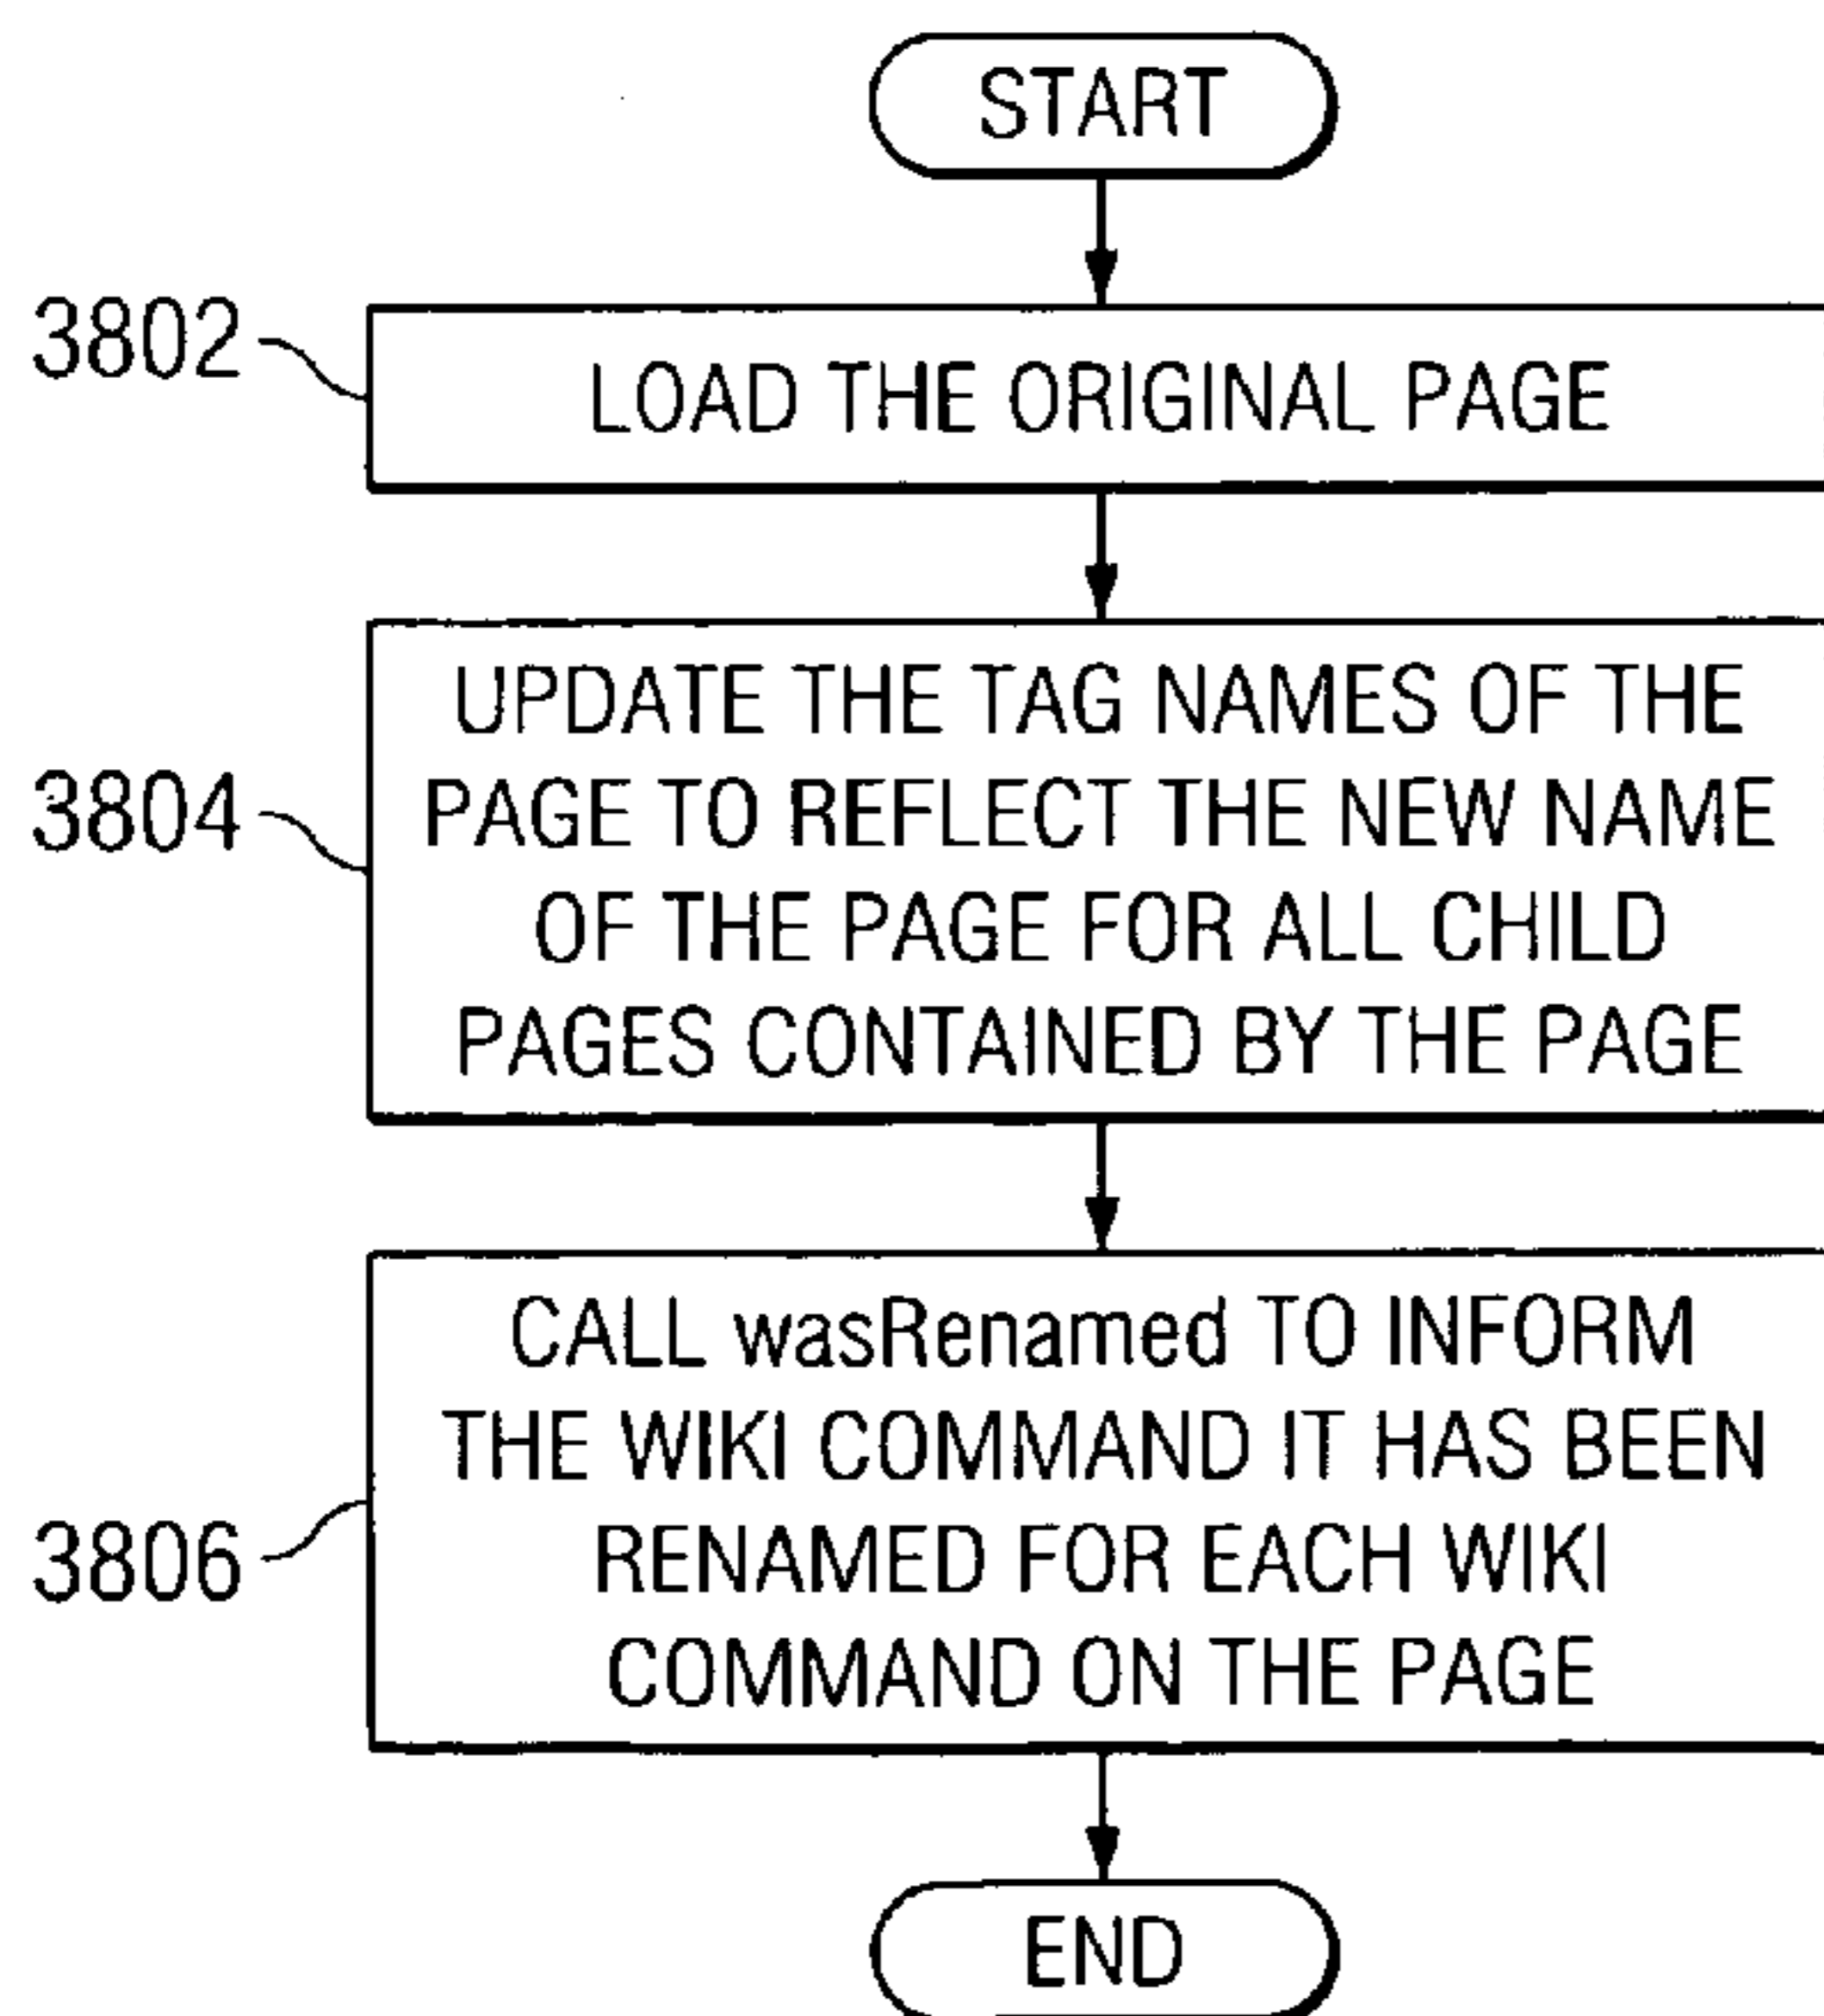 START
3802
LOAD THE ORIGINAL PAGE
3804
UPDATE THE TAG NAMES OF THE
PAGE TO REFLECT THE NEW NAME
OF THE PAGE FOR ALL CHILD
PAGES CONTAINED BY THE PAGE
3806
CALL wasRenamed TO INFORM
THE WIKI COMMAND IT HAS BEEN
RENAMED FOR EACH WIKI
COMMAND ON THE PAGE
END